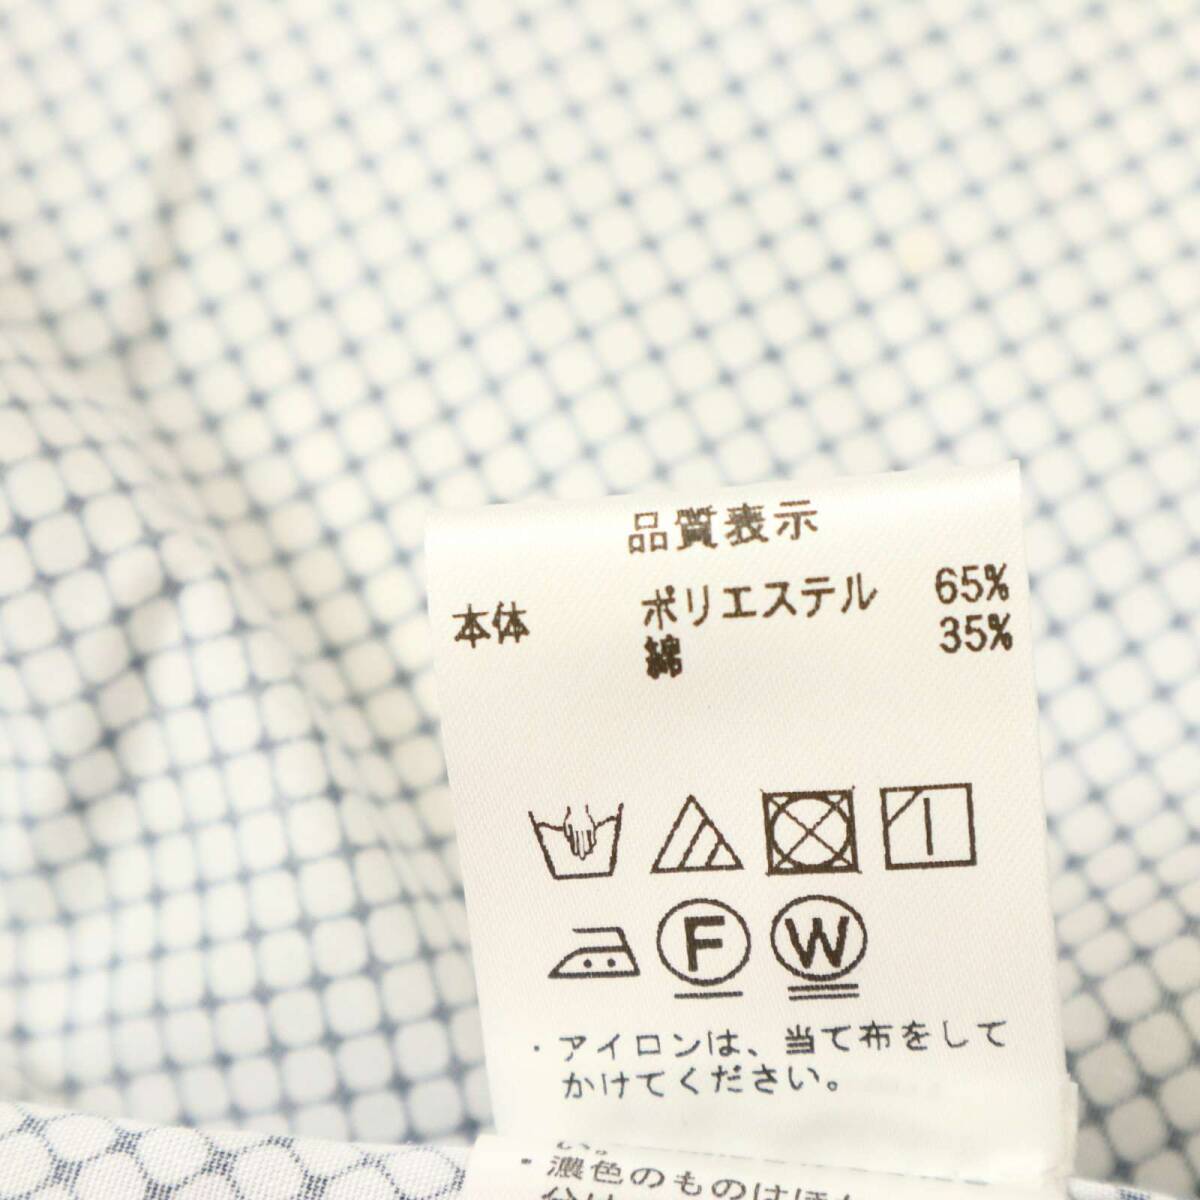 品質表示
本体 ポリエステル 65%
綿 35%
F W
・アイロンは、当て布をして
かけてください。
い。
・濃色のものはほ